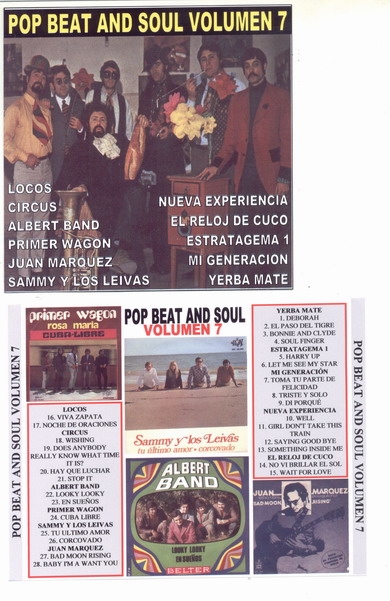 POP BEAT AND SOUL VOLUMEN 7
LOCOS
CIRCUS
ALBERT BAND
PRIMER WAGON
JUAN MARQUEZ
SAMMY Y LOS LEIVAS
NUEVA EXPERIENCIA
EL RELOJ DE CUCO
ESTRATAGEMA 1
MI GENERACION
YERBA MATE
POP BEAT AND SOUL VOLUMEN 7
primer wagon
rosa maria
CUBA-LIBRE
LOCOS
16. VIVA ZAPATA
17. NOCHE DE ORACIONES
CIRCUS
18. WISHING
19. DOES ANYBODY
REALLY KNOW WHAT TIME
IT IS?
20. HAY QUE LUCHAR
21. STOP IT
ALBERT BAND
22. LOOKY LOOKY
23. EN SUEÑOS
PRIMER WAGON
24. CUBA LIBRE
SAMMY Y LOS LEIVAS
25. TU ULTIMO AMOR
26. CORCOVADO
JUAN MARQUEZ
27. BAD MOON RISING
28. BABY I'M A WANT YOU
POP BEAT AND SOUL
VOLUMEN 7
Sammy y los Leivas
tu último amor - corcovado
ALBERT
BAND
LOOKY LOOKY
EN SUEÑOS
BELTER
YERBA MATE
1. DEBORAH
2. EL PASO DEL TIGRE
3. BONNIE AND CLYDE
4. SOUL FINGER
ESTRATAGEMA 1
5. HARRY UP
6. LET ME SEE MY STAR
MI GENERACIÓN
7. TOMA TU PARTE DE
FELICIDAD
8. TRISTE Y SOLO
9. DI PORQUÉ
NUEVA EXPERIENCIA
10. WELL
11. GIRL DON'T TAKE THIS
TRAIN
12. SAYING GOOD BYE
13. SOMETHING INSIDE ME
EL RELOJ DE CUCO
14. NO VI BRILLAR EL SOL
15. WAIT FOR LOVE
JUAN MARQUEZ
BAD MOON RISING
POP BEAT AND SOUL VOLUMEN 7